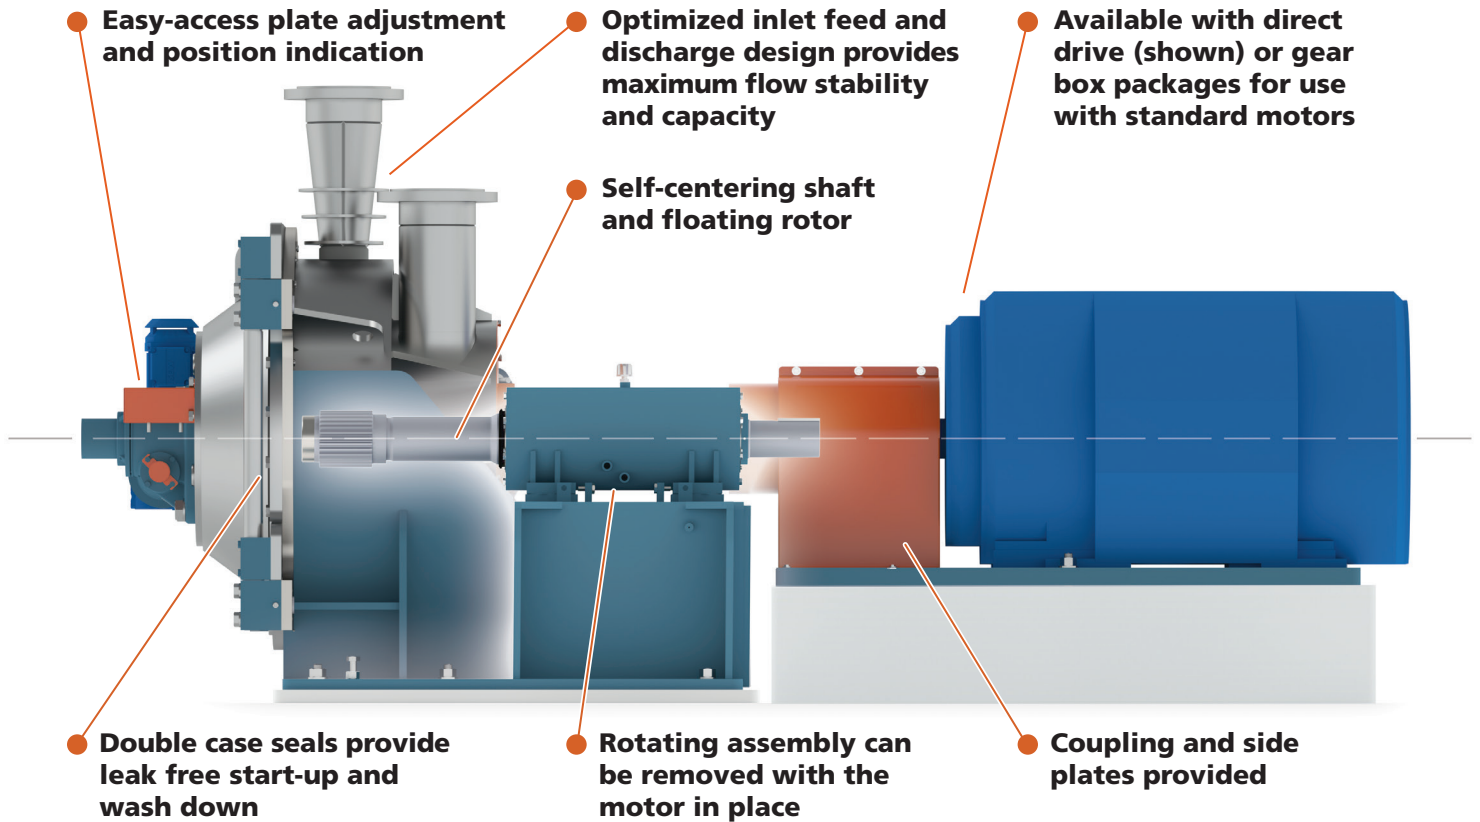 Easy-access plate adjustment
and position indication
Optimized inlet feed and
discharge design provides
maximum flow stability
and capacity
Available with direct
drive (shown) or gear
box packages for use
with standard motors
Self-centering shaft
and floating rotor
Double case seals provide
leak free start-up and
wash down
Rotating assembly can
be removed with the
motor in place
Coupling and side
plates provided